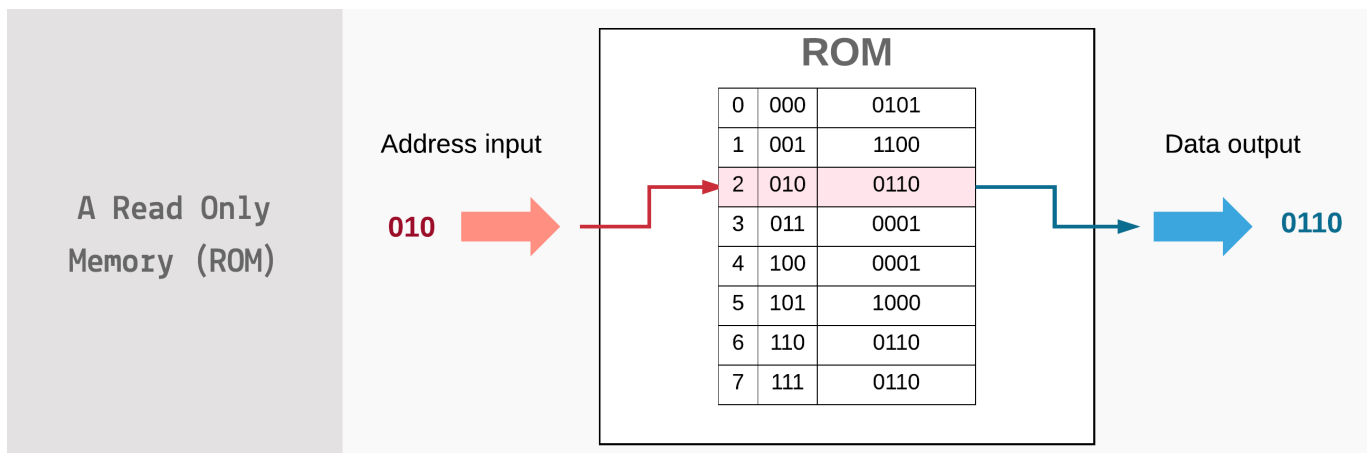 A Read Only
Memory (ROM)
Address input
010
ROM
0 000 0101
1 001 1100
2 010 0110
3 011 0001
4 100 0001
5 101 1000
6 110 0110
7 111 0110
Data output
0110